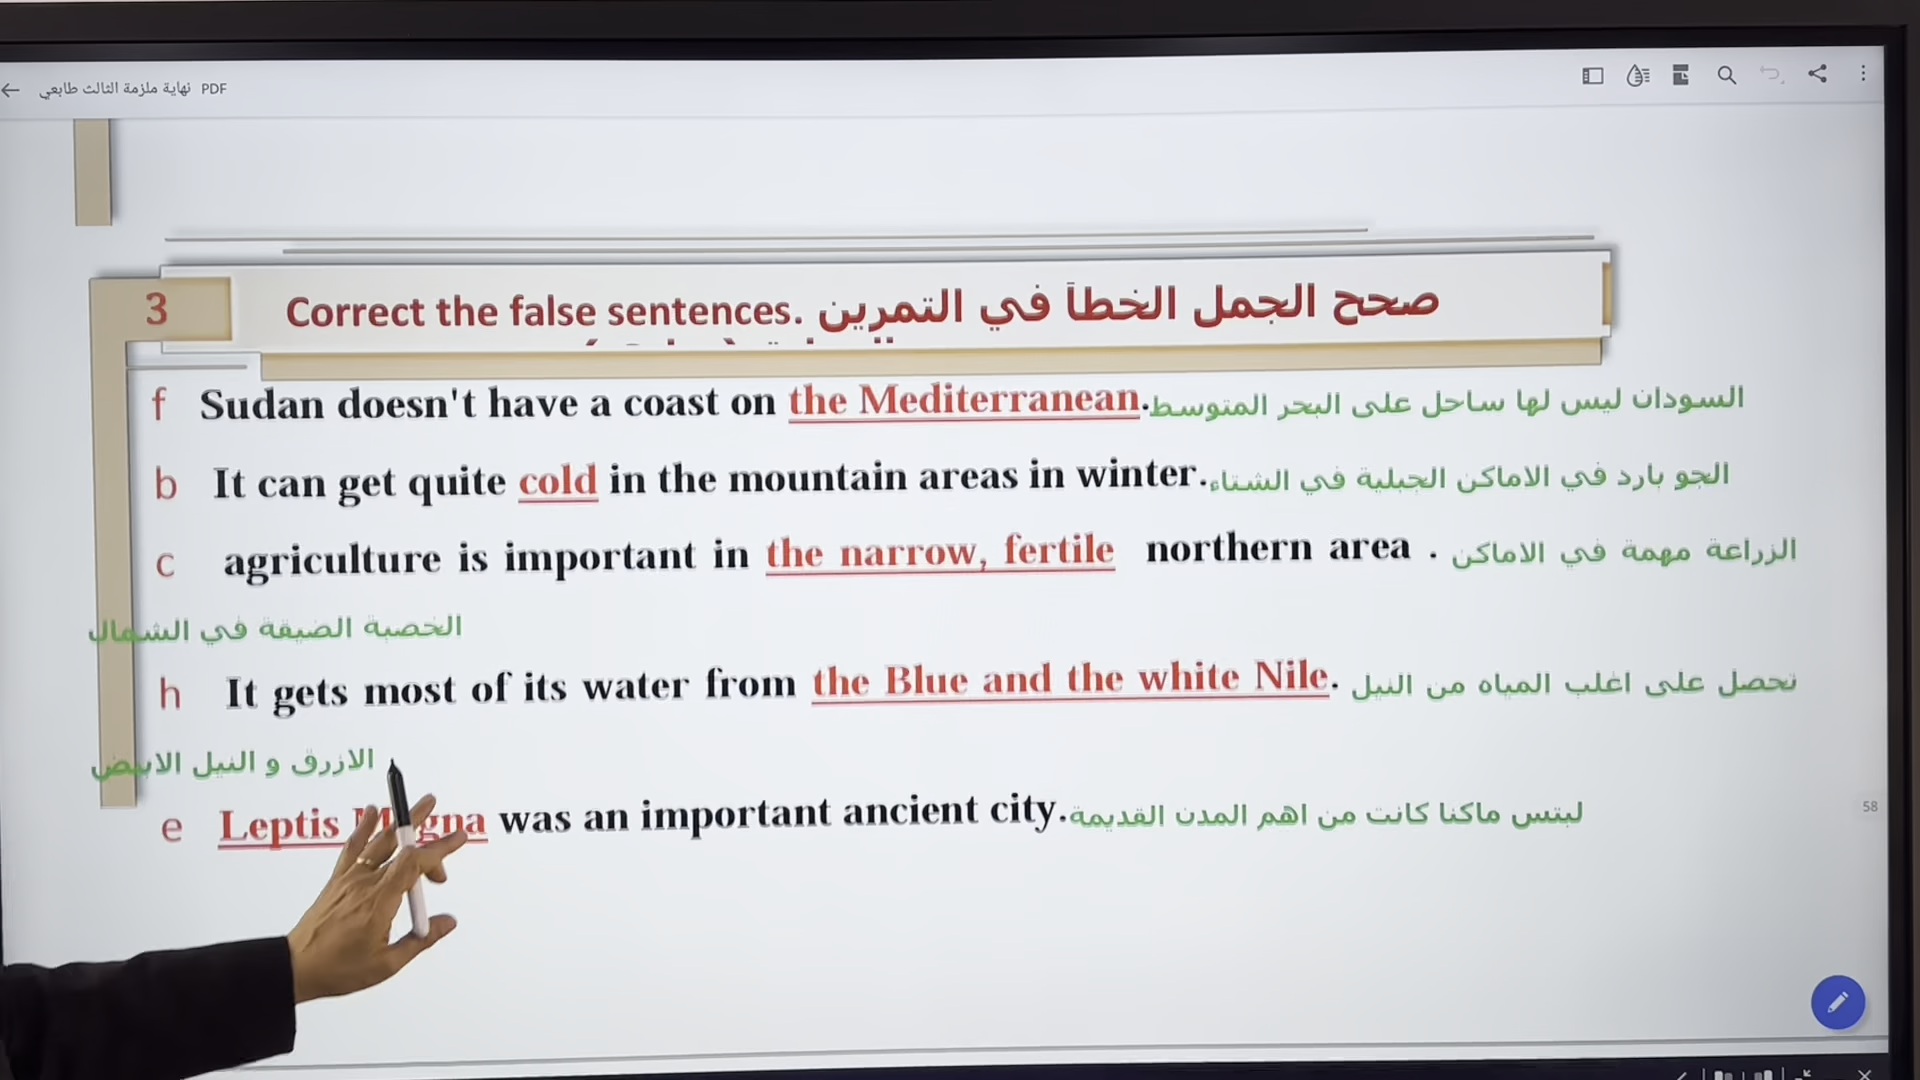 نهاية ملزمة الثالث طابعي PDF
3 Correct the false sentences. صحح الجمل الخطأ في التمرين
f Sudan doesn't have a coast on the Mediterranean. السودان ليس لها ساحل على البحر المتوسط
b It can get quite cold in the mountain areas in winter. الجو بارد في الاماكن الجبلية في الشتاء
c agriculture is important in the narrow, fertile northern area . الزراعة مهمة في الاماكن
الخصبة الضيقة في الشمال
h It gets most of its water from the Blue and the white Nile. تحصل على اغلب المياه من النيل
الازرق و النيل الابيض
e Leptis Magna was an important ancient city. لبتس ماكنا كانت من اهم المدن القديمة
58